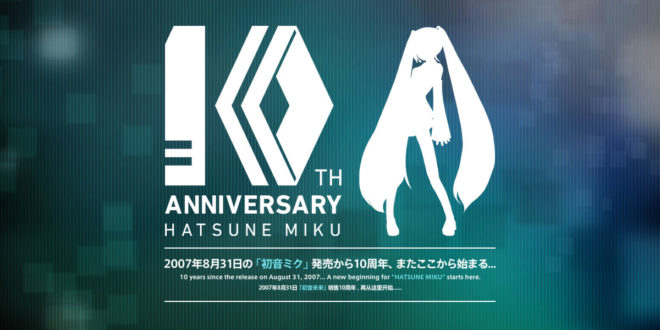 10TH
ANNIVERSARY
HATSUNE MIKU
2007年8月31日の「初音ミク」発売から10周年、またここから始まる...
10 years since the release on August 31, 2007... A new beginning for "HATSUNE MIKU" starts here.
2007年8月31日「初音未来」销售10周年，再从这里开始......